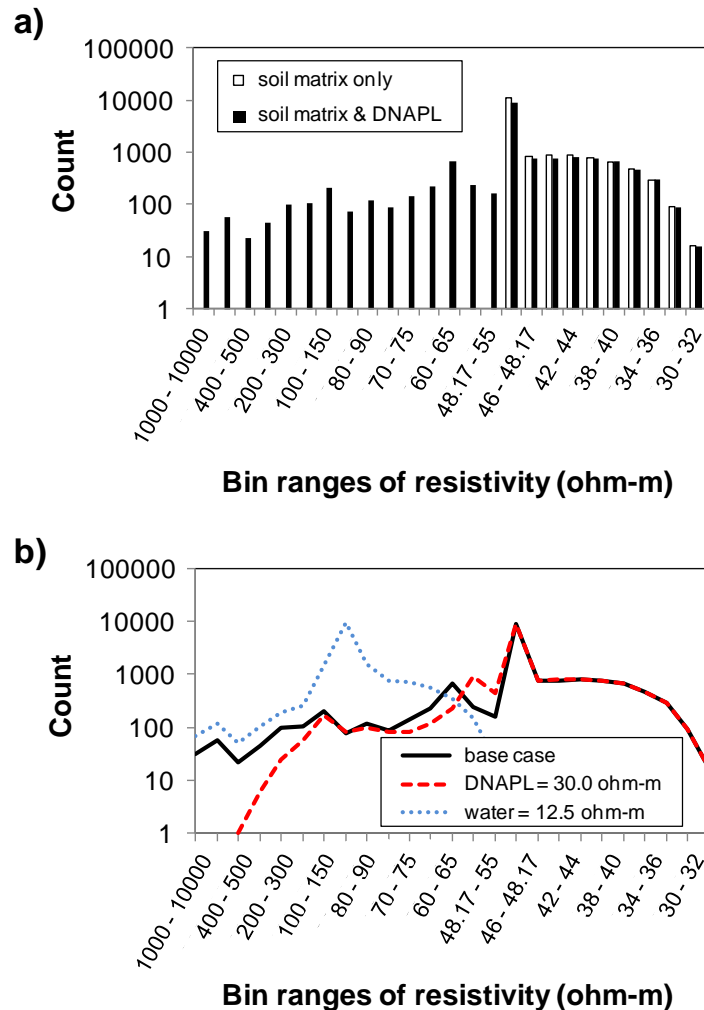 a)
100000
10000
1000
100
10
1
Count
soil matrix only
soil matrix & DNAPL
1000 - 10000
400 - 500
200 - 300
100 - 150
80 - 90
70 - 75
60 - 65
48.17 - 55
46 - 48.17
42 - 44
38 - 40
34 - 36
30 - 32
Bin ranges of resistivity (ohm-m)
b)
100000
10000
1000
100
10
1
Count
base case
DNAPL = 30.0 ohm-m
water = 12.5 ohm-m
1000 - 10000
400 - 500
200 - 300
100 - 150
80 - 90
70 - 75
60 - 65
48.17 - 55
46 - 48.17
42 - 44
38 - 40
34 - 36
30 - 32
Bin ranges of resistivity (ohm-m)